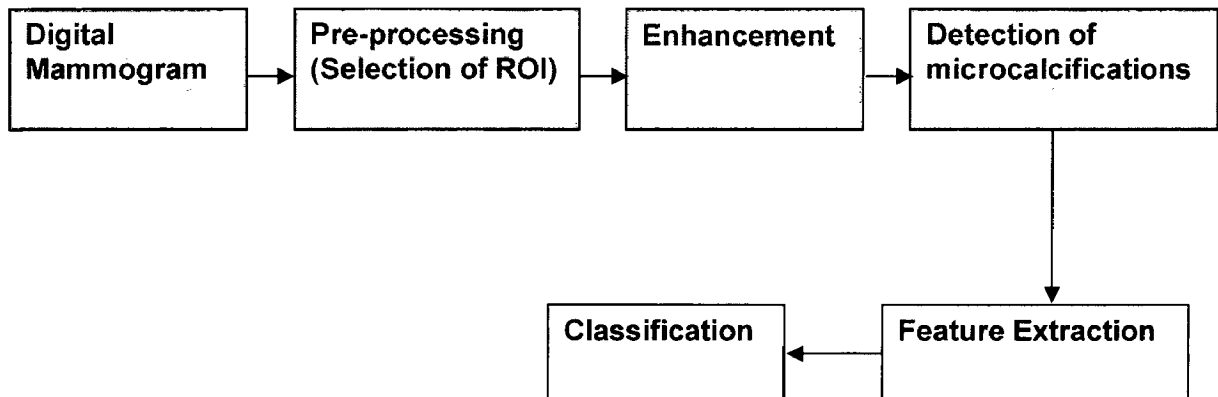 Digital
Mammogram
Pre-processing
(Selection of ROI)
Enhancement
Detection of
microcalcifications
Feature Extraction
Classification